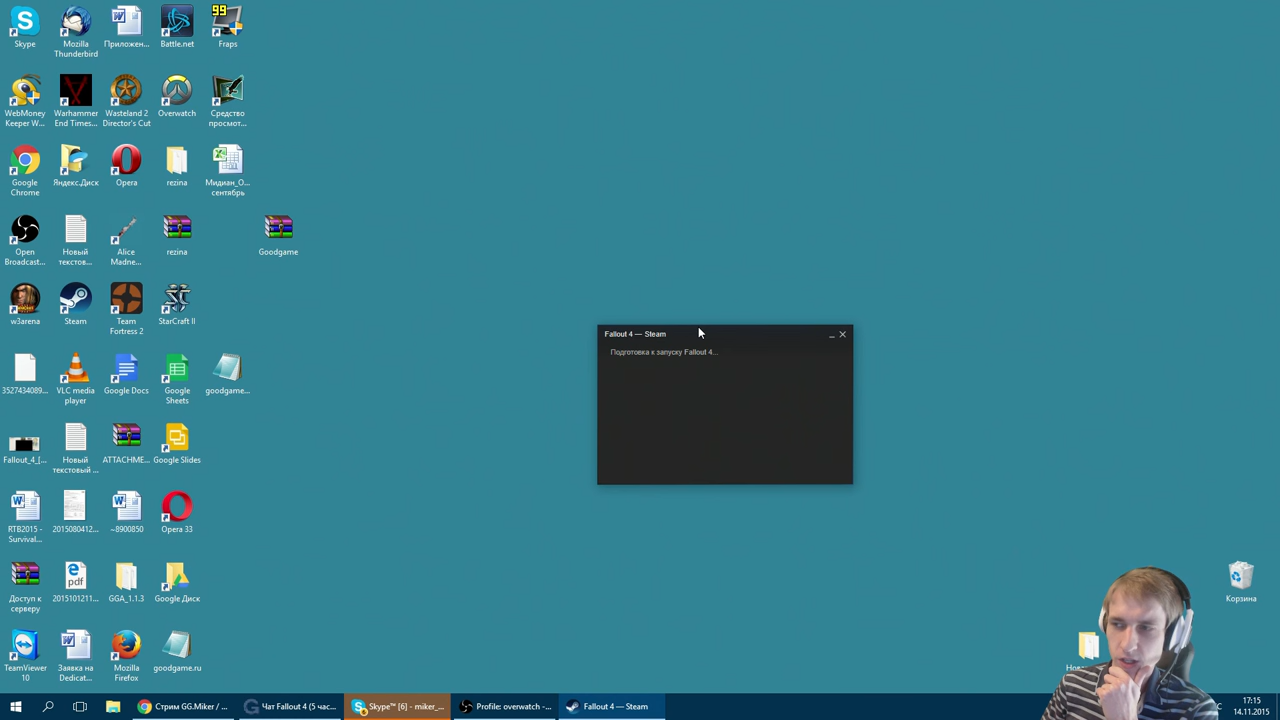 99
Skype
Mozilla
Thunderbird
Приложен...
Battle.net
Fraps
WebMoney
Keeper W...
Warhammer
End Times...
Wasteland 2
Director's Cut
Overwatch
Средство
просмот...
Google
Chrome
Яндекс.Диск
Opera
rezina
Мидиан_О...
сентябрь
Open
Broadcast...
Новый
текстов...
Alice
Madne...
rezina
Goodgame
w3arena
Steam
Team
Fortress 2
StarCraft II
Fallout 4 — Steam
Подготовка к запуску Fallout 4...
3527434089...
VLC media
player
Google Docs
Google
Sheets
goodgame...
Fallout_4_[...
Новый
текстовый ...
ATTACHME...
Google Slides
RTB2015 -
Survival...
2015080412...
~8900850
Opera 33
Доступ к
серверу
pdf
2015101211...
GGA_1.1.3
Google Диск
Корзина
TeamViewer
10
Заявка на
Dedicat...
Mozilla
Firefox
goodgame.ru
Нов
Стрим GG.Miker / ...
Чат Fallout 4 (5 час...
Skype™ [6] - miker_...
Profile: overwatch - ...
Fallout 4 — Steam
17:15
14.11.2015